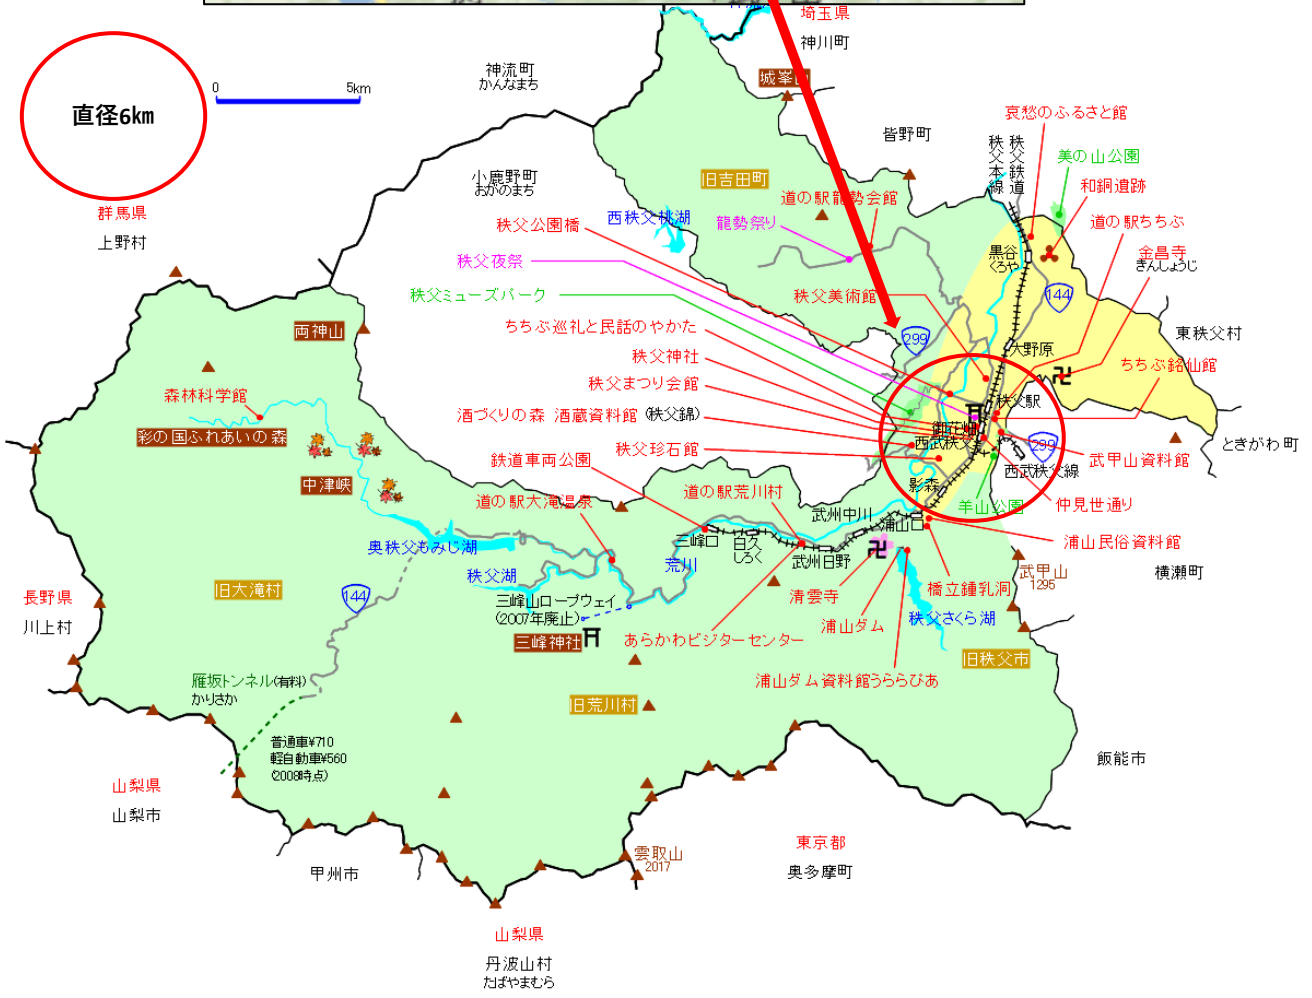 埼玉県
神川町
直径6km
0
5km
神流町
かんなまち
城峯山
皆野町
哀愁のふるさと館
秩父鉄道
秩父本線
美の山公園
小鹿野町
おがのまち
旧吉田町
道の駅龍勢会館
和銅遺跡
群馬県
上野村
西秩父桃湖
龍勢祭り
秩父公園橋
道の駅ちちぶ
金昌寺
きんしょうじ
秩父夜祭
黒谷
くろや
秩父ミューズパーク
秩父美術館
144
両神山
ちちぶ巡礼と民話のやかた
299
大野原
東秩父村
秩父神社
ちちぶ銘仙館
森林科学館
秩父まつり会館
秩父駅
彩の国ふれあいの森
酒づくりの森 酒蔵資料館 (秩父錦)
御花畑
西武秩父
299
ときがわ町
秩父珍石館
鉄道車両公園
武甲山資料館
西武秩父線
中津峡
道の駅大滝温泉
道の駅荒川村
影森
羊山公園
仲見世通り
武州中川
浦山口
奥秩父もみじ湖
三峰口
白久
しろく
武州日野
浦山民俗資料館
秩父湖
荒川
武甲山
1295
横瀬町
旧大滝村
144
三峰山ロープウェイ
(2007年廃止)
清雲寺
橋立鍾乳洞
長野県
川上村
三峰神社
あらかわビジターセンター
浦山ダム
秩父さくら湖
旧秩父市
雁坂トンネル(有料)
かりさか
浦山ダム資料館うららぴあ
旧荒川村
普通車¥710
軽自動車¥560
(2008時点)
飯能市
山梨県
山梨市
東京都
奥多摩町
雲取山
2017
甲州市
山梨県
丹波山村
たばやまむら